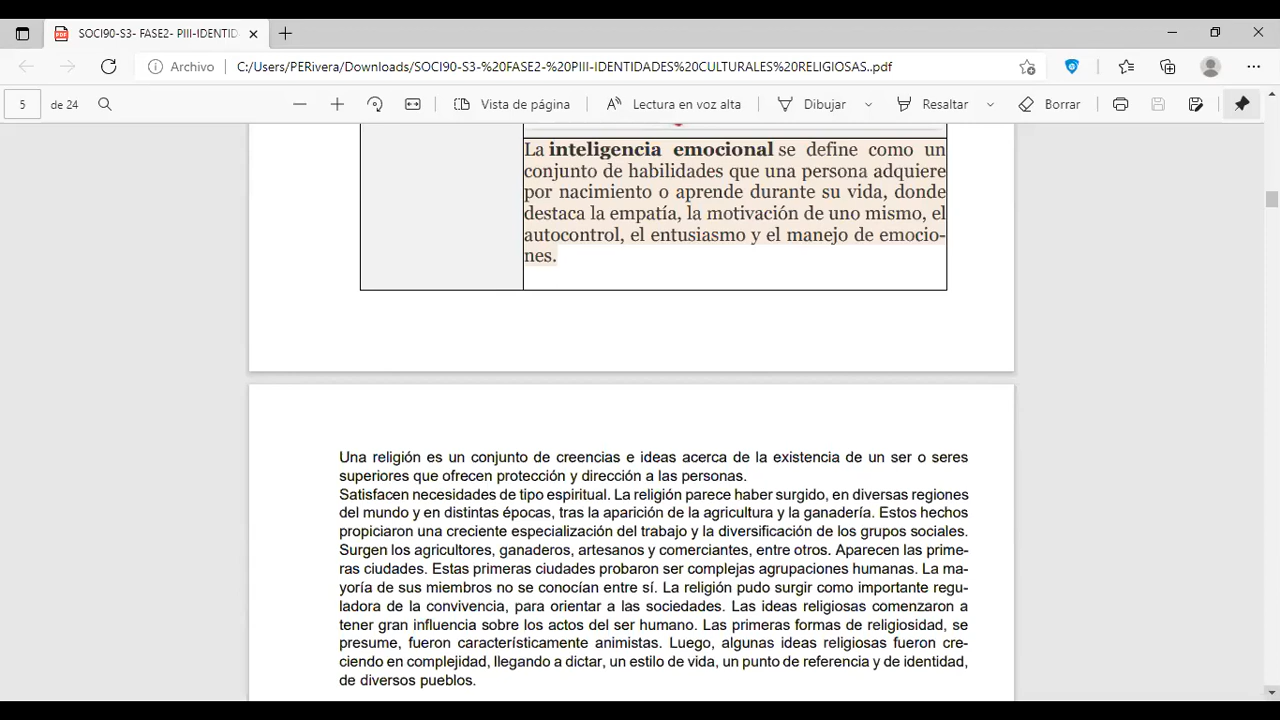 SOCI90-S3- FASE2- PIII-IDENTID
Archivo
C:/Users/PERivera/Downloads/SOCI90-S3-%20FASE2-%20PIII-IDENTIDADES%20CULTURALES%20RELIGIOSAS..pdf
5 de 24
Vista de página
Lectura en voz alta
Dibujar
Resaltar
Borrar
La inteligencia emocional se define como un
conjunto de habilidades que una persona adquiere
por nacimiento o aprende durante su vida, donde
destaca la empatía, la motivación de uno mismo, el
autocontrol, el entusiasmo y el manejo de emocio-
nes.
Una religión es un conjunto de creencias e ideas acerca de la existencia de un ser o seres
superiores que ofrecen protección y dirección a las personas.
Satisfacen necesidades de tipo espiritual. La religión parece haber surgido, en diversas regiones
del mundo y en distintas épocas, tras la aparición de la agricultura y la ganadería. Estos hechos
propiciaron una creciente especialización del trabajo y la diversificación de los grupos sociales.
Surgen los agricultores, ganaderos, artesanos y comerciantes, entre otros. Aparecen las prime-
ras ciudades. Estas primeras ciudades probaron ser complejas agrupaciones humanas. La ma-
yoría de sus miembros no se conocían entre sí. La religión pudo surgir como importante regu-
ladora de la convivencia, para orientar a las sociedades. Las ideas religiosas comenzaron a
tener gran influencia sobre los actos del ser humano. Las primeras formas de religiosidad, se
presume, fueron característicamente animistas. Luego, algunas ideas religiosas fueron cre-
ciendo en complejidad, llegando a dictar, un estilo de vida, un punto de referencia y de identidad,
de diversos pueblos.